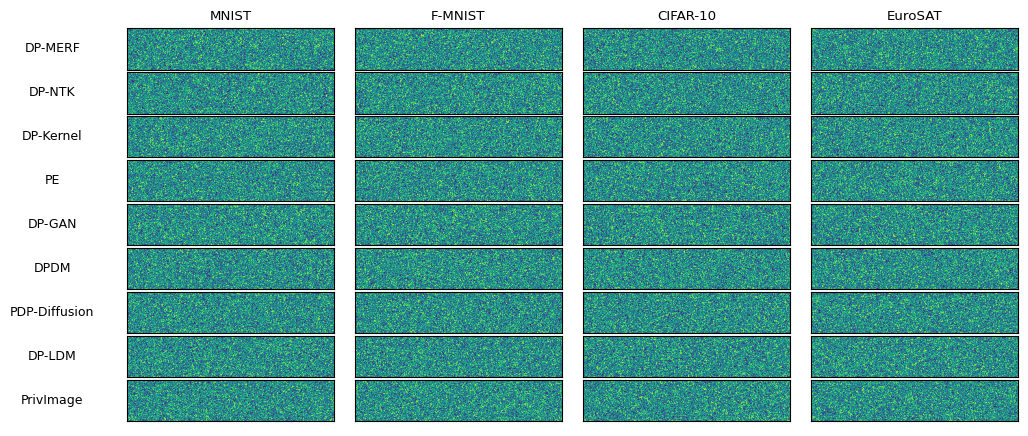 MNIST F-MNIST CIFAR-10 EuroSAT
DP-MERF
DP-NTK
DP-Kernel
PE
DP-GAN
DPDM
PDP-Diffusion
DP-LDM
PrivImage